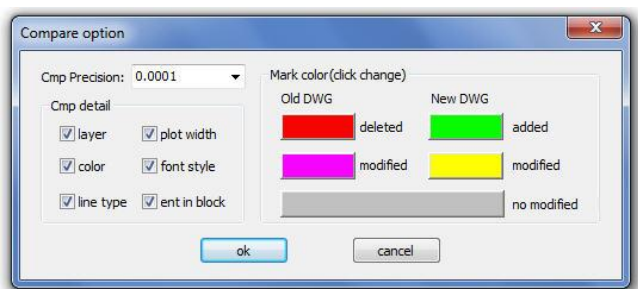 Compare option
Cmp Precision: 0.0001
Cmp detail
layer plot width
color font style
line type ent in block
Mark color(click change)
Old DWG New DWG
deleted added
modified modified
no modified
ok cancel